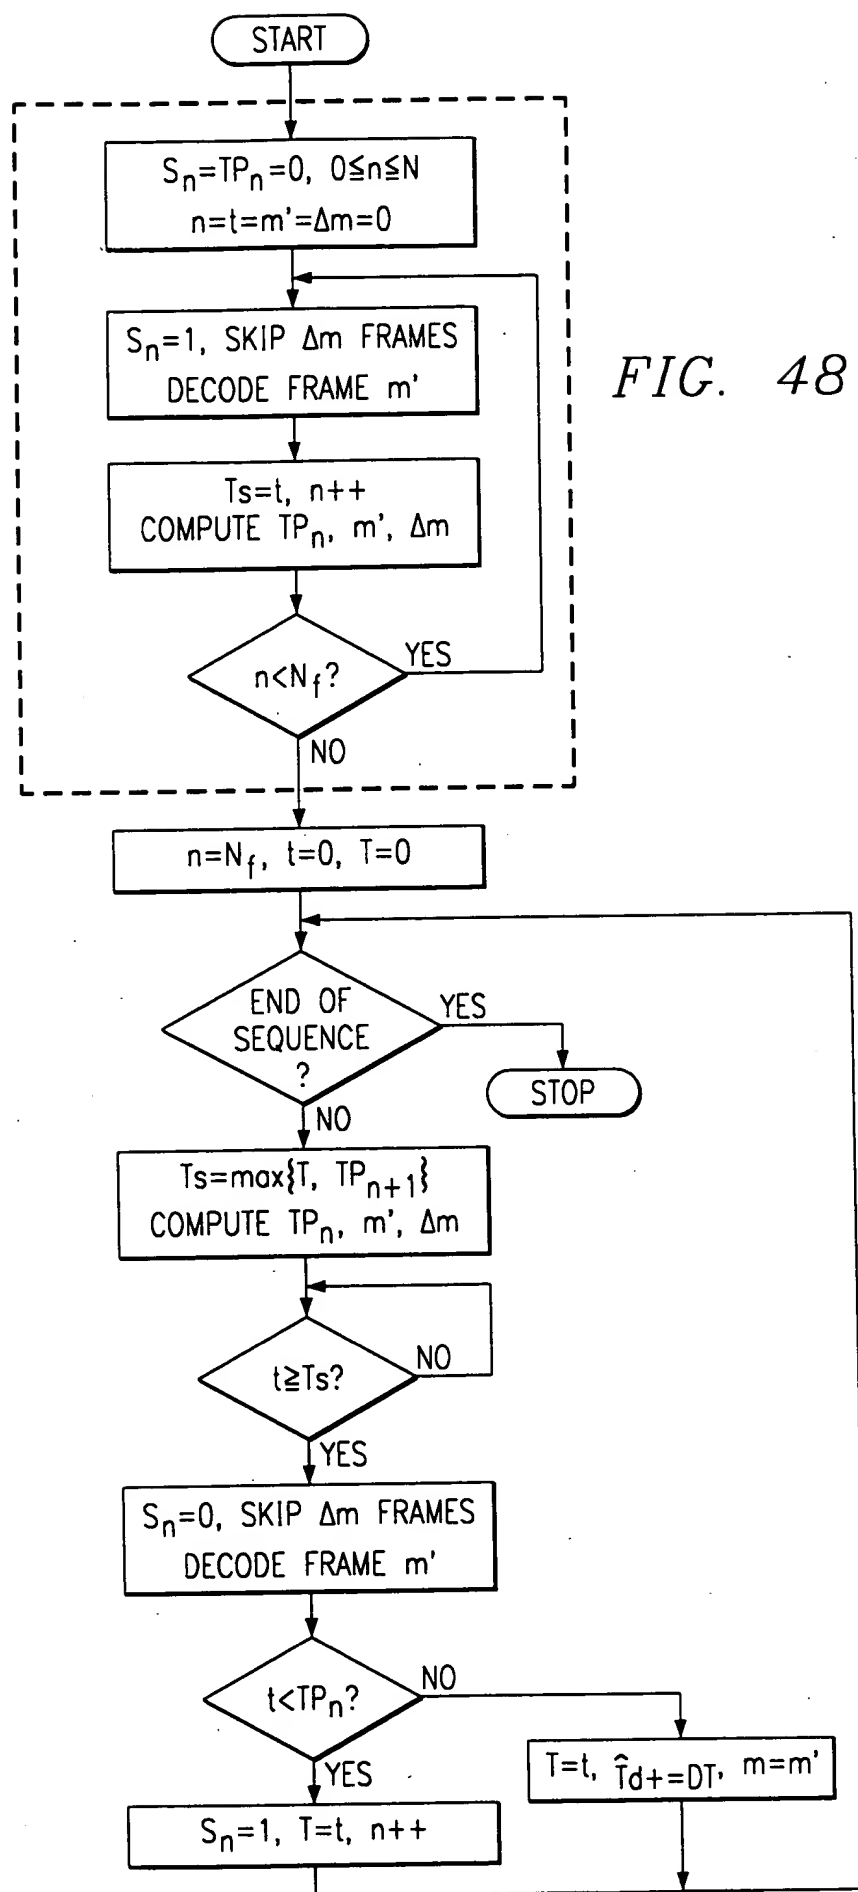 START
Sₙ=TPₙ=0, 0≦n≦N
n=t=m'=Δm=0
Sₙ=1, SKIP Δm FRAMES
DECODE FRAME m'
FIG. 48
Ts=t, n++
COMPUTE TPₙ, m', Δm
n<N_f?
YES
NO
n=N_f, t=0, T=0
END OF
SEQUENCE
?
YES
STOP
NO
Ts=max{T, TPₙ₊₁}
COMPUTE TPₙ, m', Δm
t≧Ts?
NO
YES
Sₙ=0, SKIP Δm FRAMES
DECODE FRAME m'
t<TPₙ?
NO
T=t, T̂d+=DT, m=m'
YES
Sₙ=1, T=t, n++